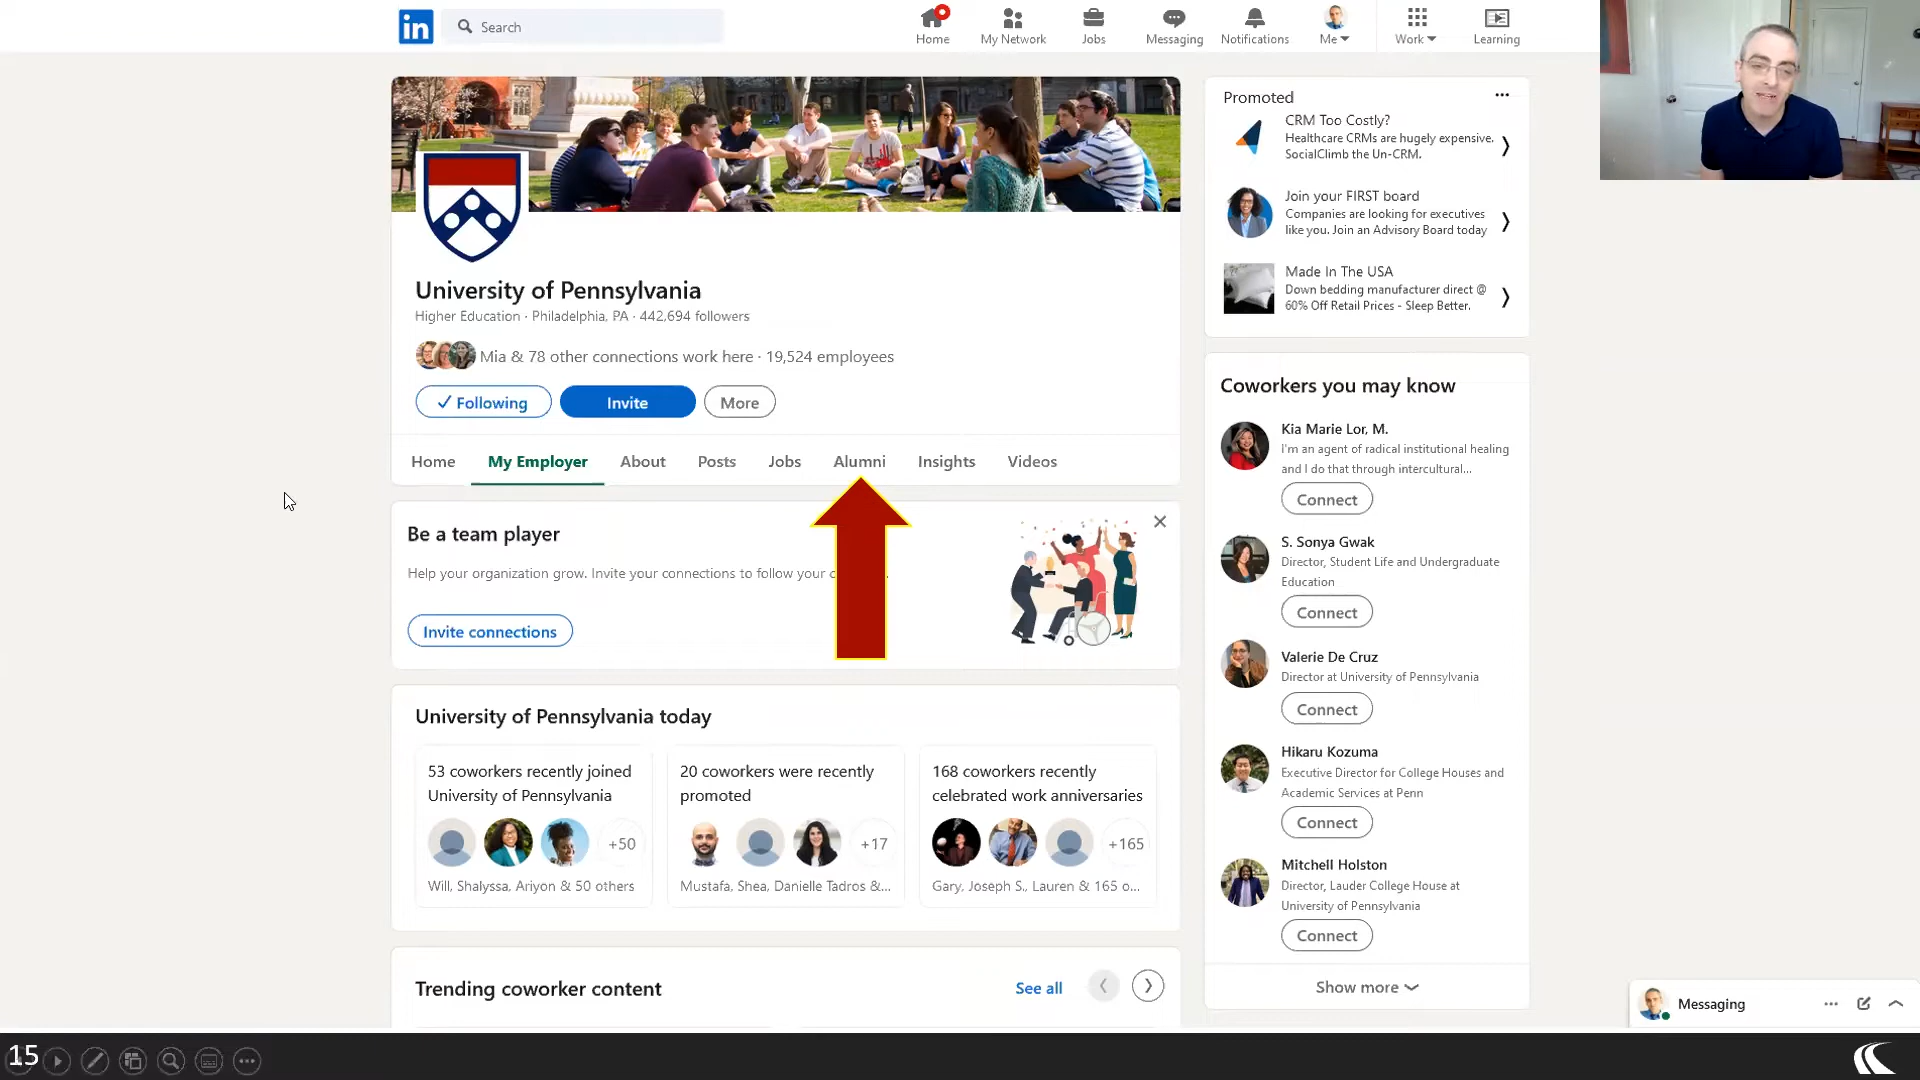 in
Search
Home
My Network
Jobs
Messaging
Notifications
Me
Work
Learning
University of Pennsylvania
Higher Education · Philadelphia, PA · 442,694 followers
Mia & 78 other connections work here · 19,524 employees
Following
Invite
More
Home
My Employer
About
Posts
Jobs
Alumni
Insights
Videos
Be a team player
Help your organization grow. Invite your connections to follow your c
Invite connections
University of Pennsylvania today
53 coworkers recently joined
University of Pennsylvania
+50
Will, Shalyssa, Ariyon & 50 others
20 coworkers were recently
promoted
+17
Mustafa, Shea, Danielle Tadros &...
168 coworkers recently
celebrated work anniversaries
+165
Gary, Joseph S., Lauren & 165 o...
Trending coworker content
See all
Promoted
CRM Too Costly?
Healthcare CRMs are hugely expensive.
SocialClimb the Un-CRM.
Join your FIRST board
Companies are looking for executives
like you. Join an Advisory Board today
Made In The USA
Down bedding manufacturer direct @
60% Off Retail Prices - Sleep Better.
Coworkers you may know
Kia Marie Lor, M.
I'm an agent of radical institutional healing
and I do that through intercultural...
Connect
S. Sonya Gwak
Director, Student Life and Undergraduate
Education
Connect
Valerie De Cruz
Director at University of Pennsylvania
Connect
Hikaru Kozuma
Executive Director for College Houses and
Academic Services at Penn
Connect
Mitchell Holston
Director, Lauder College House at
University of Pennsylvania
Connect
Show more
Messaging
15